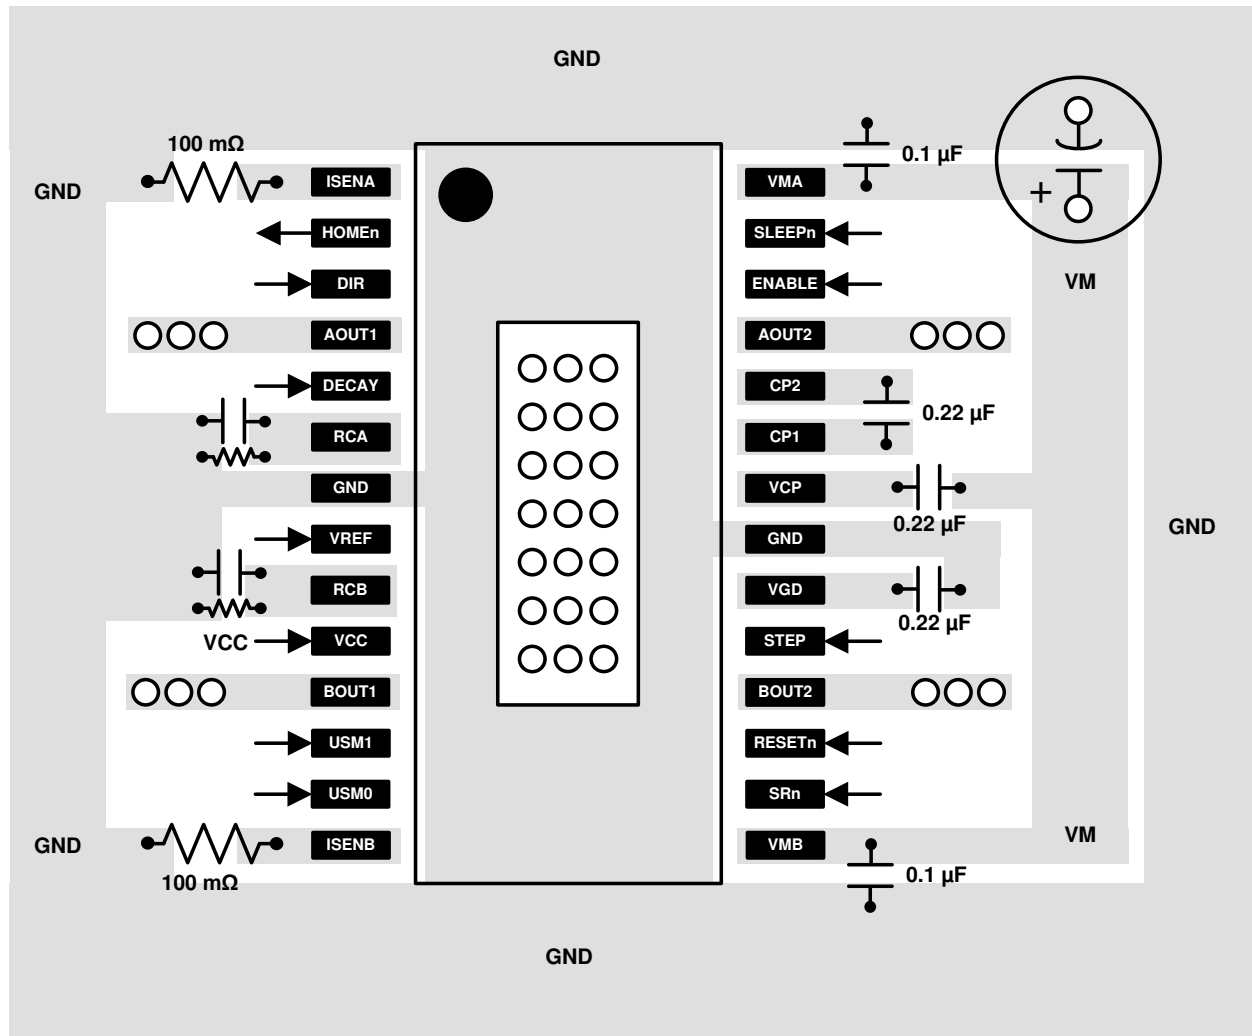 GND
100 mΩ
0.1 µF
GND
ISENA
VMA
+
HOMEn
SLEEPn
DIR
ENABLE
VM
AOUT1
AOUT2
DECAY
CP2
0.22 µF
RCA
CP1
GND
VCP
0.22 µF
GND
VREF
GND
RCB
VGD
0.22 µF
VCC
VCC
STEP
BOUT1
BOUT2
USM1
RESETn
USM0
SRn
GND
ISENB
VMB
VM
100 mΩ
0.1 µF
GND